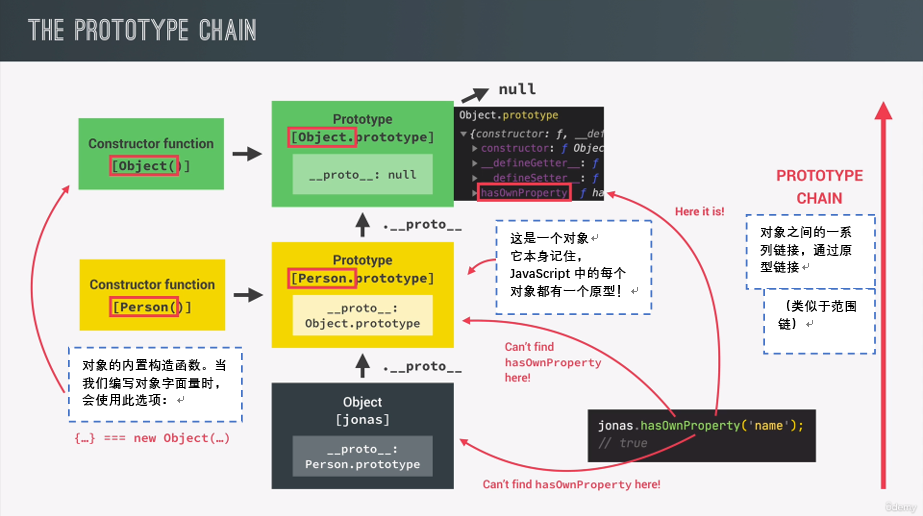 THE PROTOTYPE CHAIN
null
Prototype
[Object.prototype]
__proto__: null
Constructor function
[Object()]
Object.prototype
{constructor: ƒ, __de
constructor: ƒ Objec
__defineGetter__: ƒ
__defineSetter__: ƒ
hasOwnProperty ƒ ha
PROTOTYPE
CHAIN
Here it is!
.__proto__
对象之间的一系
列链接，通过原
型链接
（类似于范围
链）
这是一个对象
它本身记住，
JavaScript 中的每个
对象都有一个原型！
Prototype
[Person.prototype]
__proto__:
Object.prototype
Constructor function
[Person()]
Can't find
hasOwnProperty
here!
.__proto__
对象的内置构造函数。当
我们编写对象字面量时，
会使用此选项：
{…} === new Object(…)
Object
[jonas]
__proto__:
Person.prototype
jonas.hasOwnProperty('name');
// true
Can't find hasOwnProperty here!
ûdemy